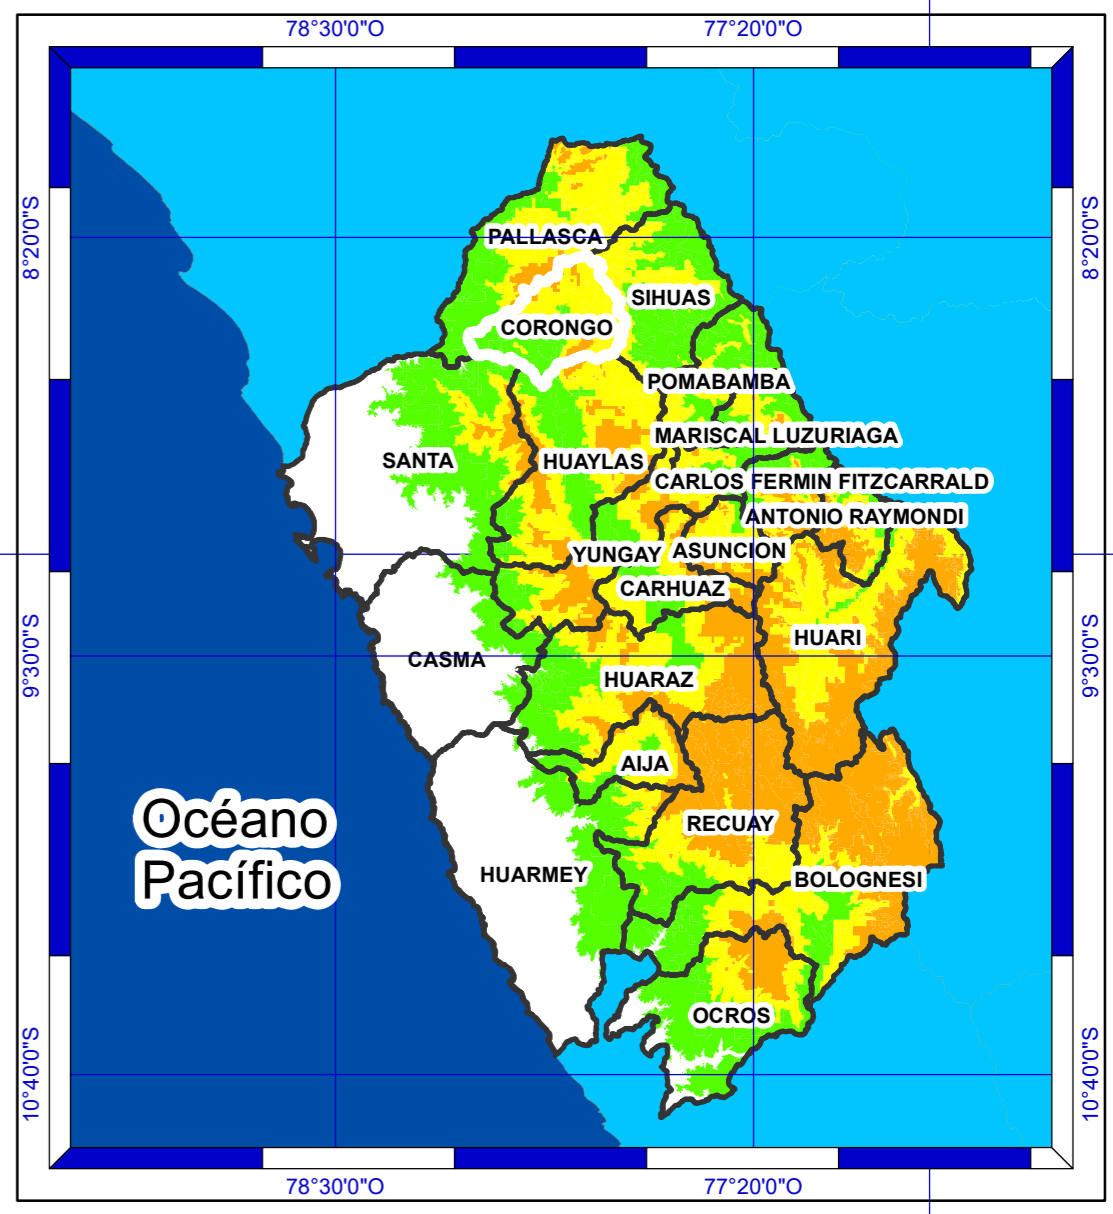 78°30'0"O
77°20'0"O
8°20'0"S
8°20'0"S
PALLASCA
SIHUAS
CORONGO
POMABAMBA
MARISCAL LUZURIAGA
SANTA
HUAYLAS
CARLOS FERMIN FITZCARRALD
ANTONIO RAYMONDI
YUNGAY
ASUNCION
CARHUAZ
HUARI
9°30'0"S
9°30'0"S
CASMA
HUARAZ
AIJA
Océano
Pacífico
RECUAY
HUARMEY
BOLOGNESI
OCROS
10°40'0"S
10°40'0"S
78°30'0"O
77°20'0"O